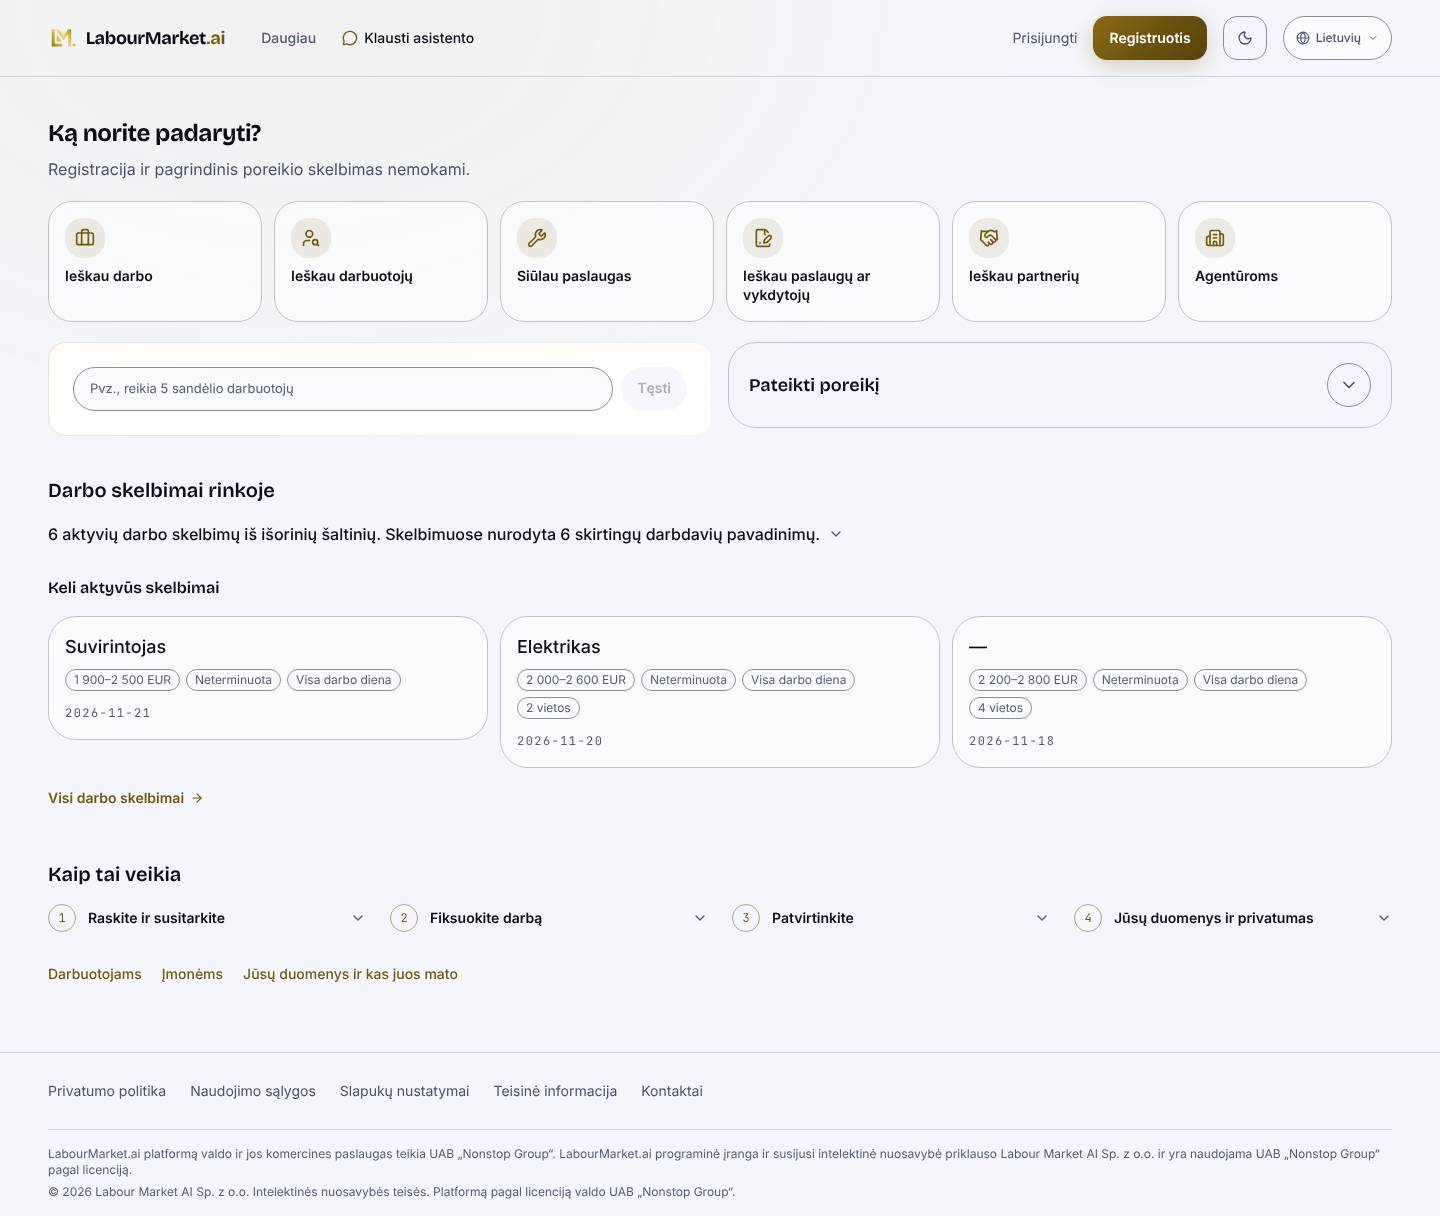 LabourMarket.ai
Daugiau
Klausti asistento
Prisijungti
Registruotis
Lietuvių
Ką norite padaryti?
Registracija ir pagrindinis poreikio skelbimas nemokami.
Ieškau darbo
Ieškau darbuotojų
Siūlau paslaugas
Ieškau paslaugų ar
vykdytojų
Ieškau partnerių
Agentūroms
Pvz., reikia 5 sandėlio darbuotojų
Tęsti
Pateikti poreikį
Darbo skelbimai rinkoje
6 aktyvių darbo skelbimų iš išorinių šaltinių. Skelbimuose nurodyta 6 skirtingų darbdavių pavadinimų.
Keli aktyvūs skelbimai
Suvirintojas
1 900–2 500 EUR
Neterminuota
Visa darbo diena
2026-11-21
Elektrikas
2 000–2 600 EUR
Neterminuota
Visa darbo diena
2 vietos
2026-11-20
—
2 200–2 800 EUR
Neterminuota
Visa darbo diena
4 vietos
2026-11-18
Visi darbo skelbimai →
Kaip tai veikia
1 Raskite ir susitarkite
2 Fiksuokite darbą
3 Patvirtinkite
4 Jūsų duomenys ir privatumas
Darbuotojams
Įmonėms
Jūsų duomenys ir kas juos mato
Privatumo politika
Naudojimo sąlygos
Slapukų nustatymai
Teisinė informacija
Kontaktai
LabourMarket.ai platformą valdo ir jos komercines paslaugas teikia UAB „Nonstop Group“. LabourMarket.ai programinė įranga ir susijusi intelektinė nuosavybė priklauso Labour Market AI Sp. z o.o. ir yra naudojama UAB „Nonstop Group“
pagal licenciją.
© 2026 Labour Market AI Sp. z o.o. Intelektinės nuosavybės teisės. Platformą pagal licenciją valdo UAB „Nonstop Group“.